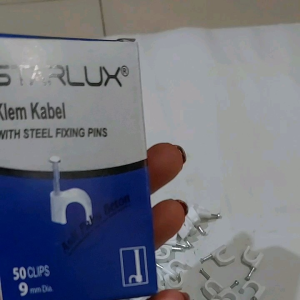 STARLUX®
Klem Kabel
WITH STEEL FIXING PINS
50 CLIPS
9 mm Dia.